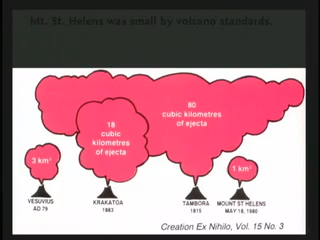 Mt. St. Helens was small by volcano standards.
80
cubic kilometres
of ejecta
18
cubic
kilometres
of ejecta
3 km³
1 km³
VESUVIUS
AD 79
KRAKATOA
1883
TAMBORA
1815
MOUNT ST HELENS
MAY 18, 1980
Creation Ex Nihilo, Vol. 15 No. 3